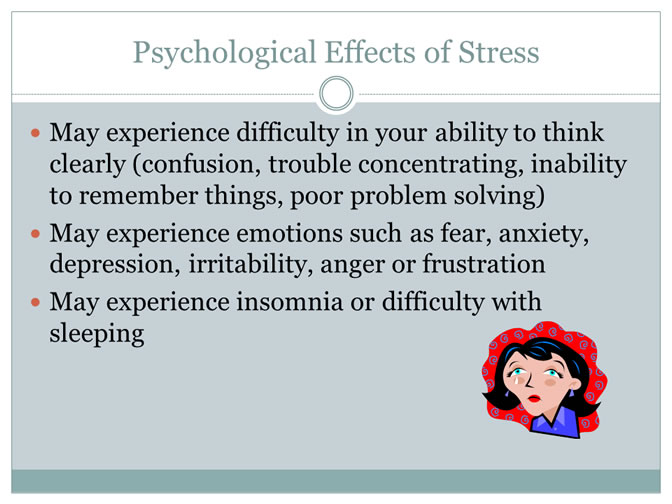 Psychological Effects of Stress
• May experience difficulty in your ability to think
clearly (confusion, trouble concentrating, inability
to remember things, poor problem solving)
• May experience emotions such as fear, anxiety,
depression, irritability, anger or frustration
• May experience insomnia or difficulty with
sleeping